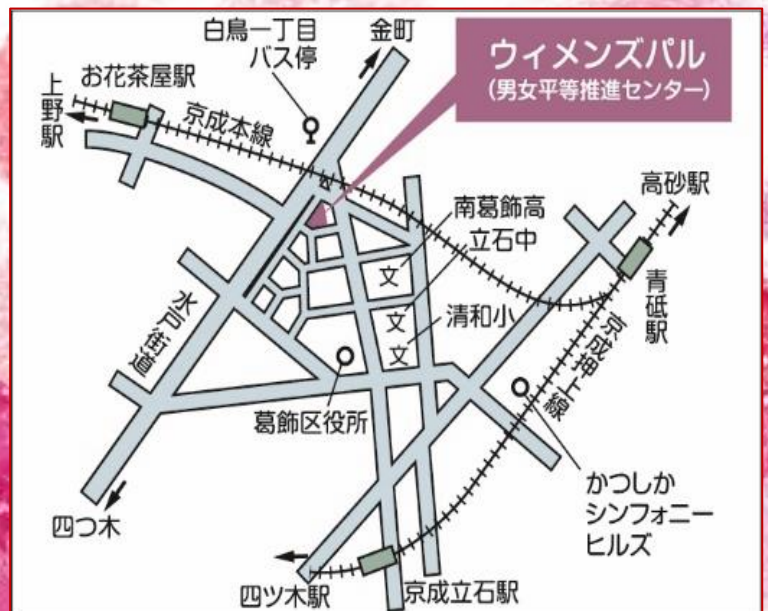 白鳥一丁目
バス停
金町
ウィメンズパル
(男女平等推進センター)
お花茶屋駅
上野駅
京成本線
高砂駅
南葛飾高
立石中
文
清和小
文
文
青砥駅
水戸街道
京成押上線
葛飾区役所
かつしか
シンフォニー
ヒルズ
四つ木
四ツ木駅
京成立石駅